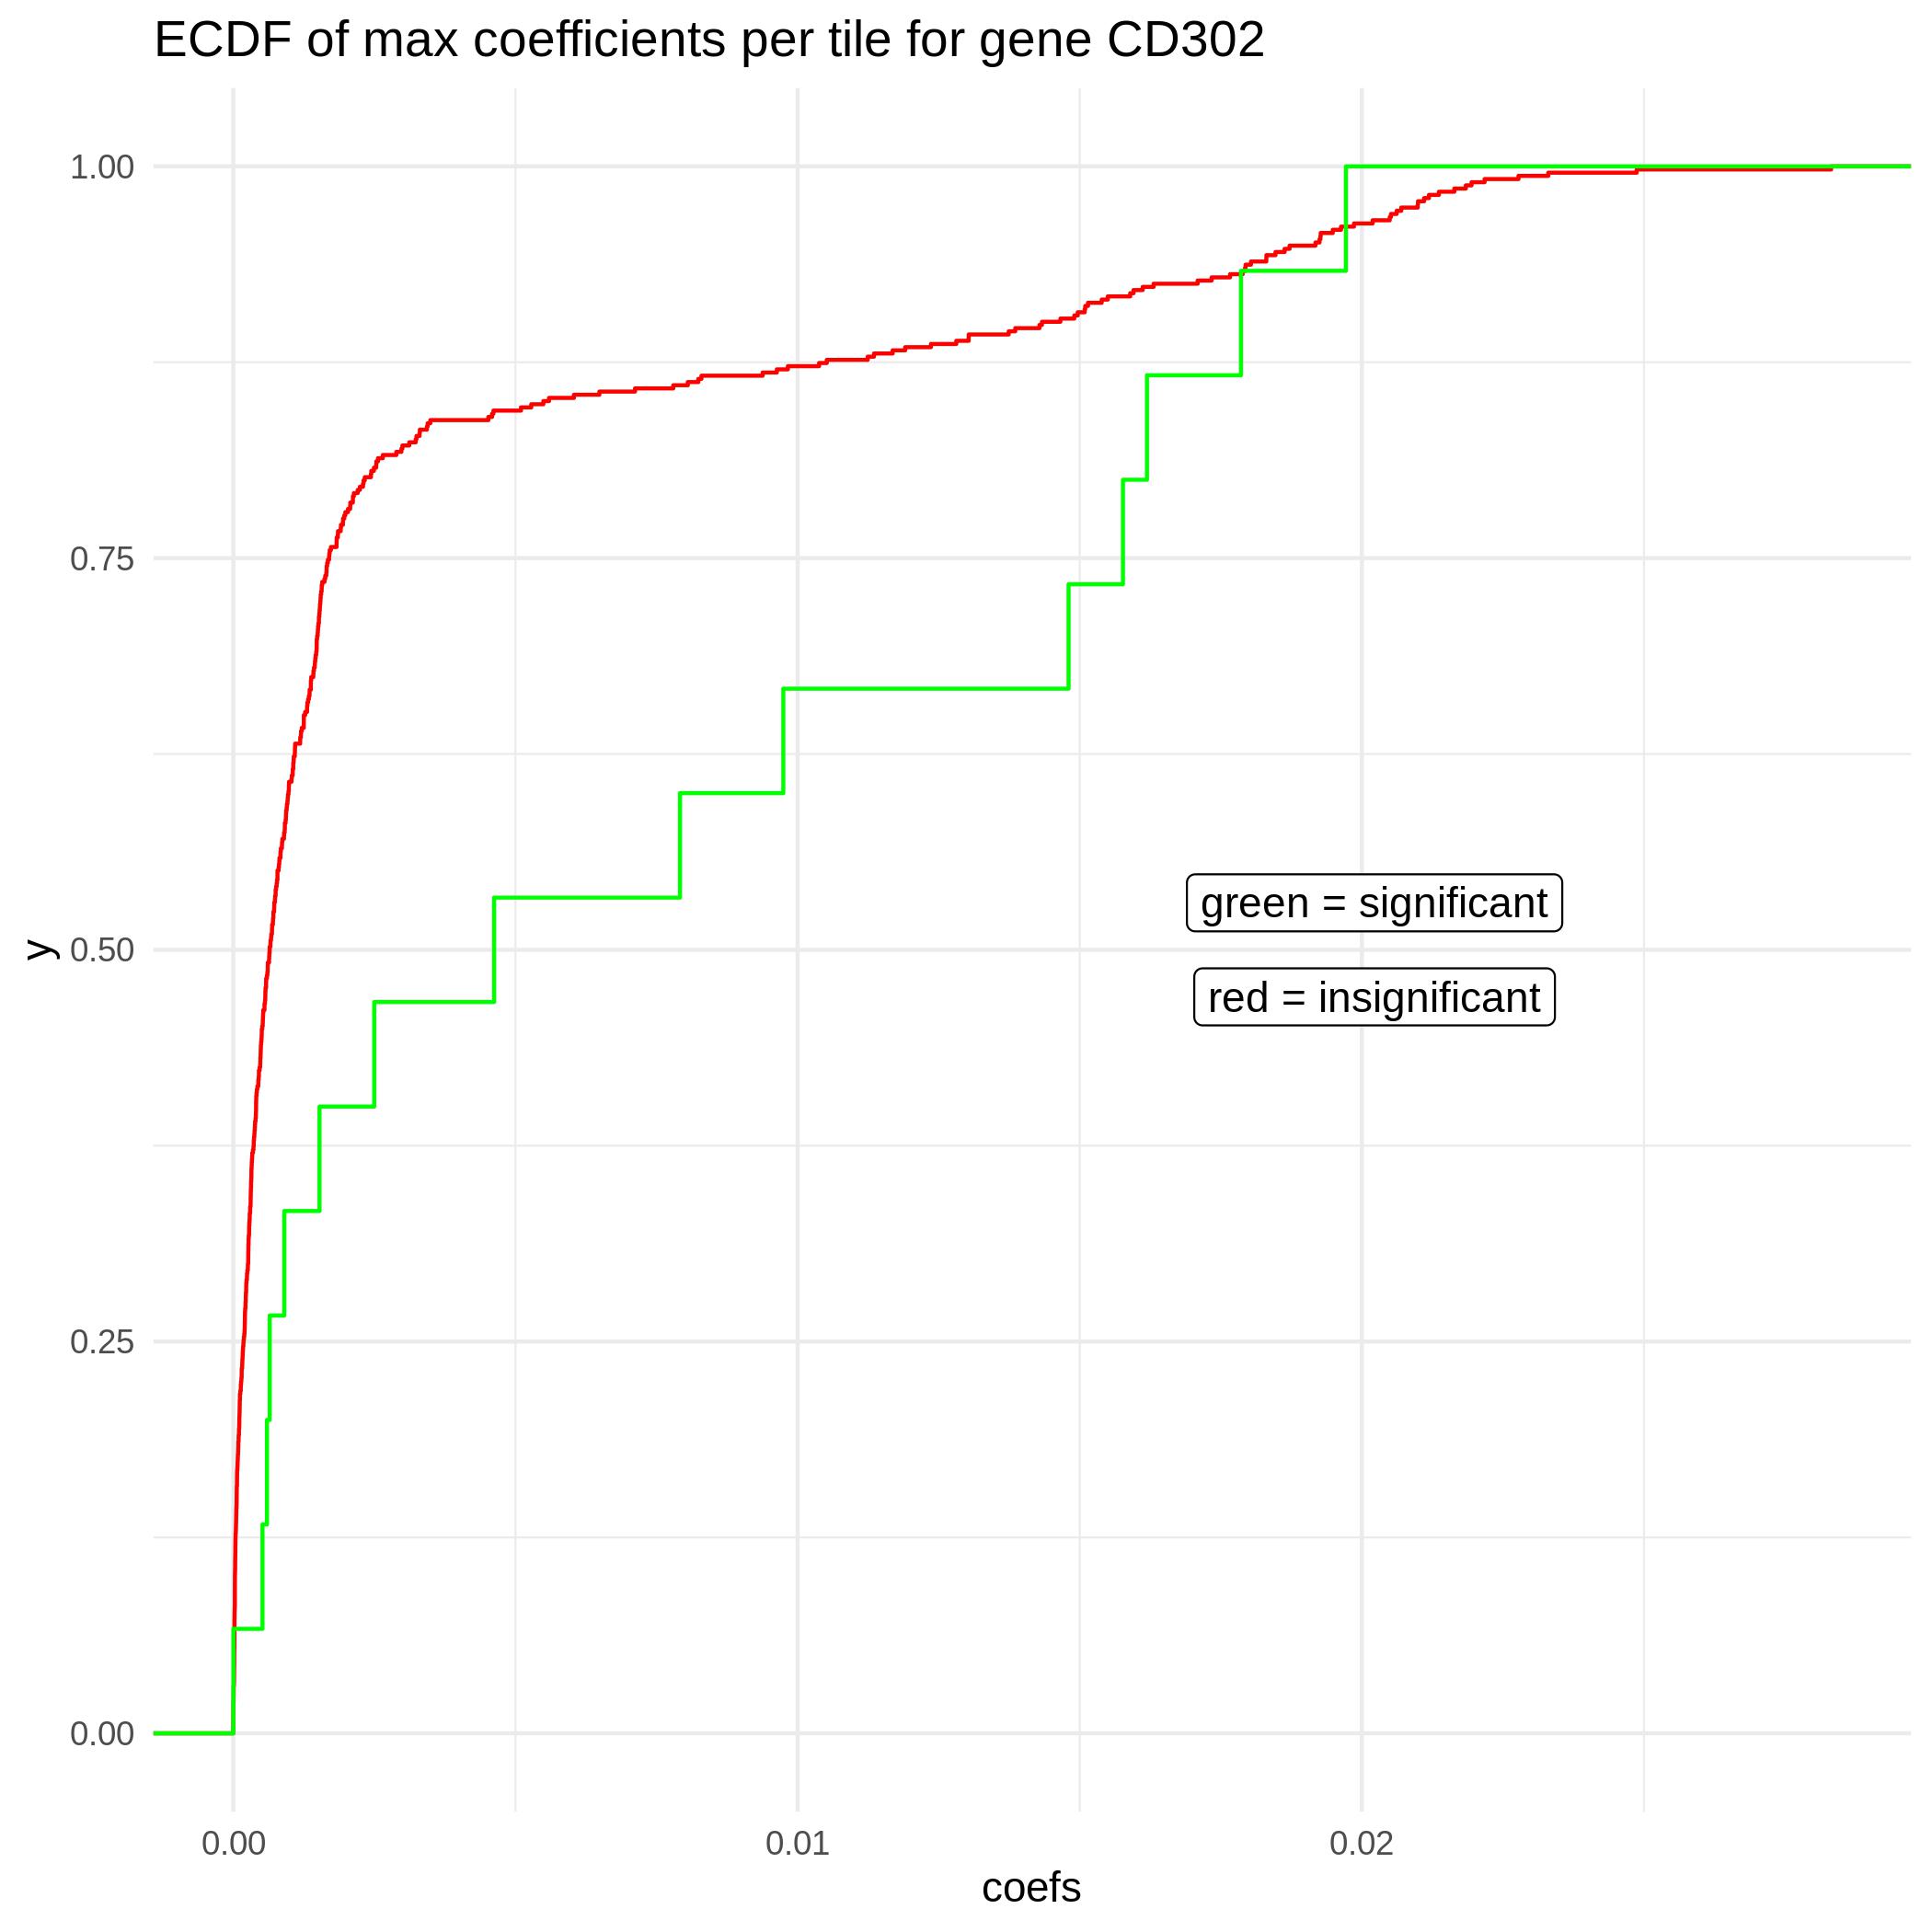 ECDF of max coefficients per tile for gene CD302
1.00
0.75
0.50
0.25
0.00
y
green = significant
red = insignificant
0.00 0.01 0.02
coefs